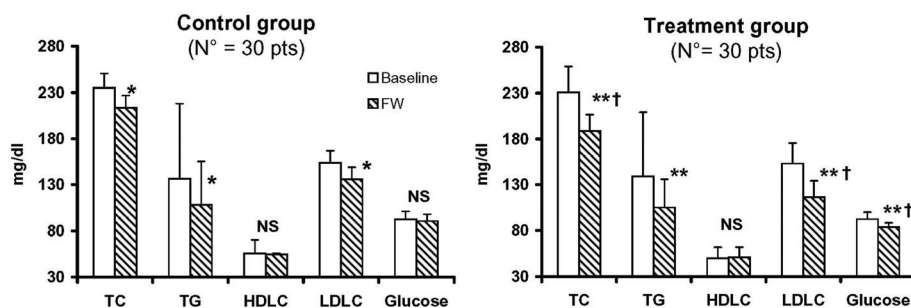 Control group
(N° = 30 pts)
mg/dl
280
230
180
130
80
30
*
*
NS
*
NS
Baseline
FW
TC TG HDLC LDLC Glucose
Treatment group
(N°= 30 pts)
mg/dl
280
230
180
130
80
30
**†
**
NS
**†
**†
TC TG HDLC LDLC Glucose